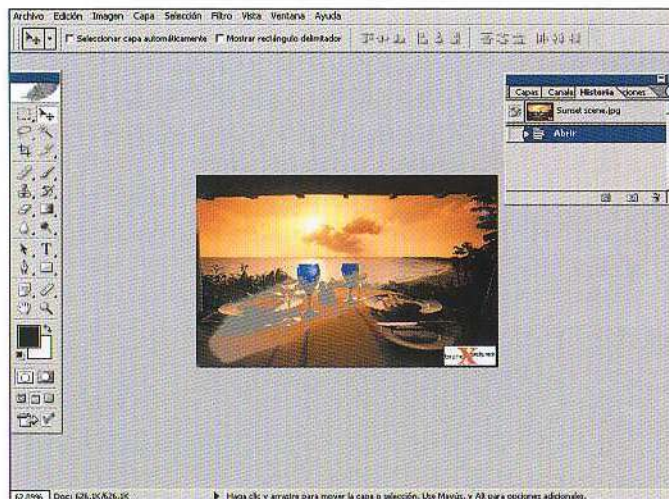 Archivo Edición Imagen Capa Selección Filtro Vista Ventana Ayuda
Seleccionar capa automáticamente Mostrar rectángulo delimitador
Capas Canales Historia
Sunset scene.jpg
Abrir
62.89% Doc: 626.1K/626.1K Haga clic y arrastre para mover la capa o selección. Use Mayús. y Alt para opciones adicionales.